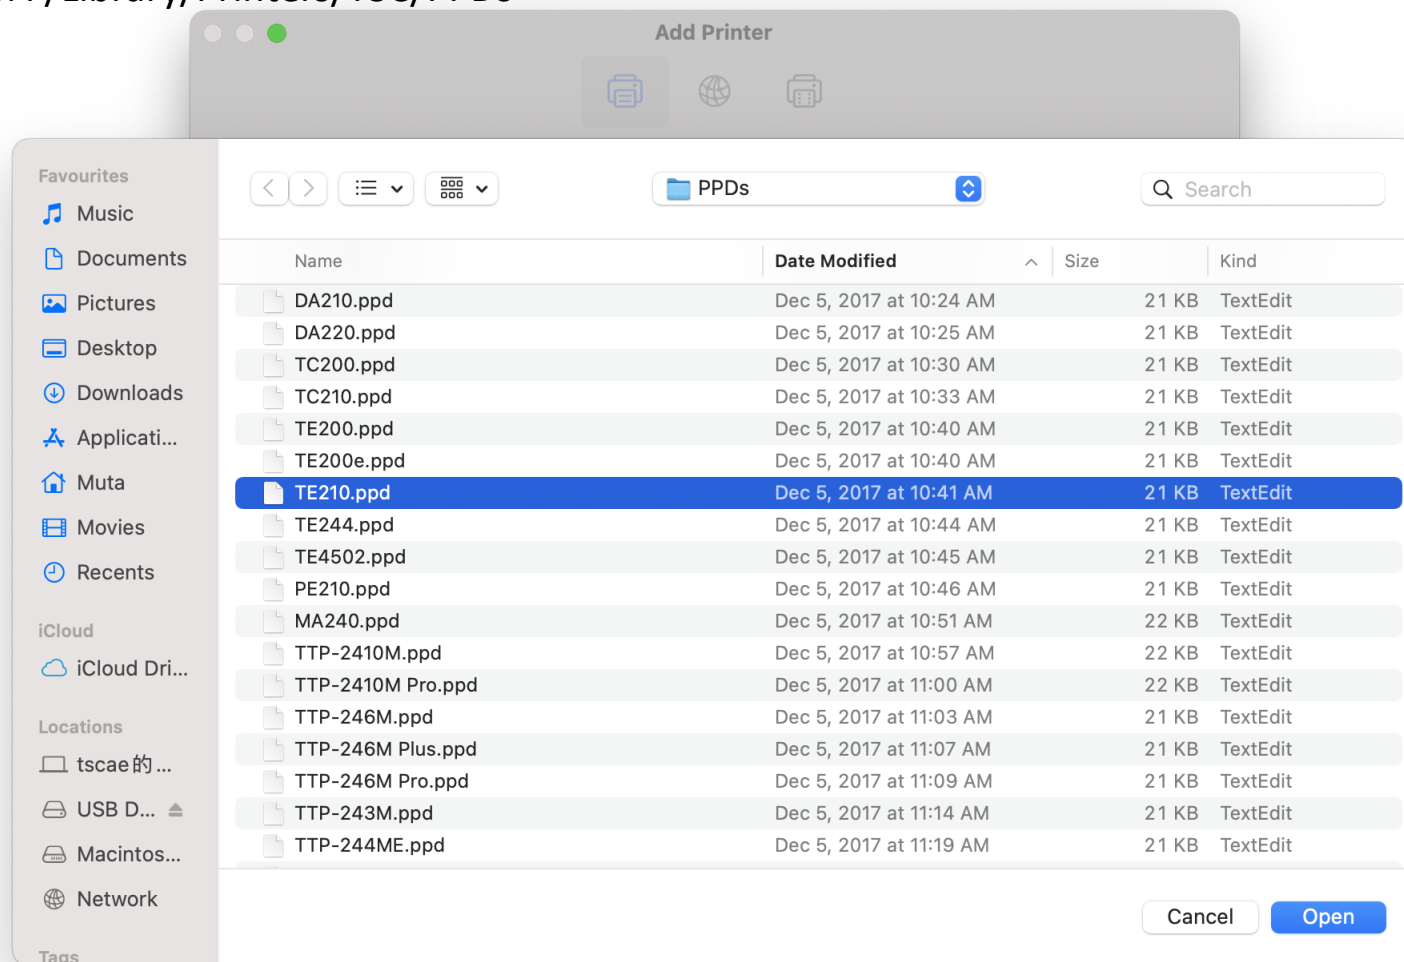 /Library/Printers/TSC/PPDs
Add Printer
Favourites
Music
Documents
Pictures
Desktop
Downloads
Applicati...
Muta
Movies
Recents
iCloud
iCloud Dri...
Locations
tscae的 ...
USB D...
Macintos...
Network
Tags
PPDs
Search
Name Date Modified Size Kind
DA210.ppd Dec 5, 2017 at 10:24 AM 21 KB TextEdit
DA220.ppd Dec 5, 2017 at 10:25 AM 21 KB TextEdit
TC200.ppd Dec 5, 2017 at 10:30 AM 21 KB TextEdit
TC210.ppd Dec 5, 2017 at 10:33 AM 21 KB TextEdit
TE200.ppd Dec 5, 2017 at 10:40 AM 21 KB TextEdit
TE200e.ppd Dec 5, 2017 at 10:40 AM 21 KB TextEdit
TE210.ppd Dec 5, 2017 at 10:41 AM 21 KB TextEdit
TE244.ppd Dec 5, 2017 at 10:44 AM 21 KB TextEdit
TE4502.ppd Dec 5, 2017 at 10:45 AM 21 KB TextEdit
PE210.ppd Dec 5, 2017 at 10:46 AM 21 KB TextEdit
MA240.ppd Dec 5, 2017 at 10:51 AM 22 KB TextEdit
TTP-2410M.ppd Dec 5, 2017 at 10:57 AM 22 KB TextEdit
TTP-2410M Pro.ppd Dec 5, 2017 at 11:00 AM 22 KB TextEdit
TTP-246M.ppd Dec 5, 2017 at 11:03 AM 21 KB TextEdit
TTP-246M Plus.ppd Dec 5, 2017 at 11:07 AM 21 KB TextEdit
TTP-246M Pro.ppd Dec 5, 2017 at 11:09 AM 21 KB TextEdit
TTP-243M.ppd Dec 5, 2017 at 11:14 AM 21 KB TextEdit
TTP-244ME.ppd Dec 5, 2017 at 11:19 AM 21 KB TextEdit
Cancel Open